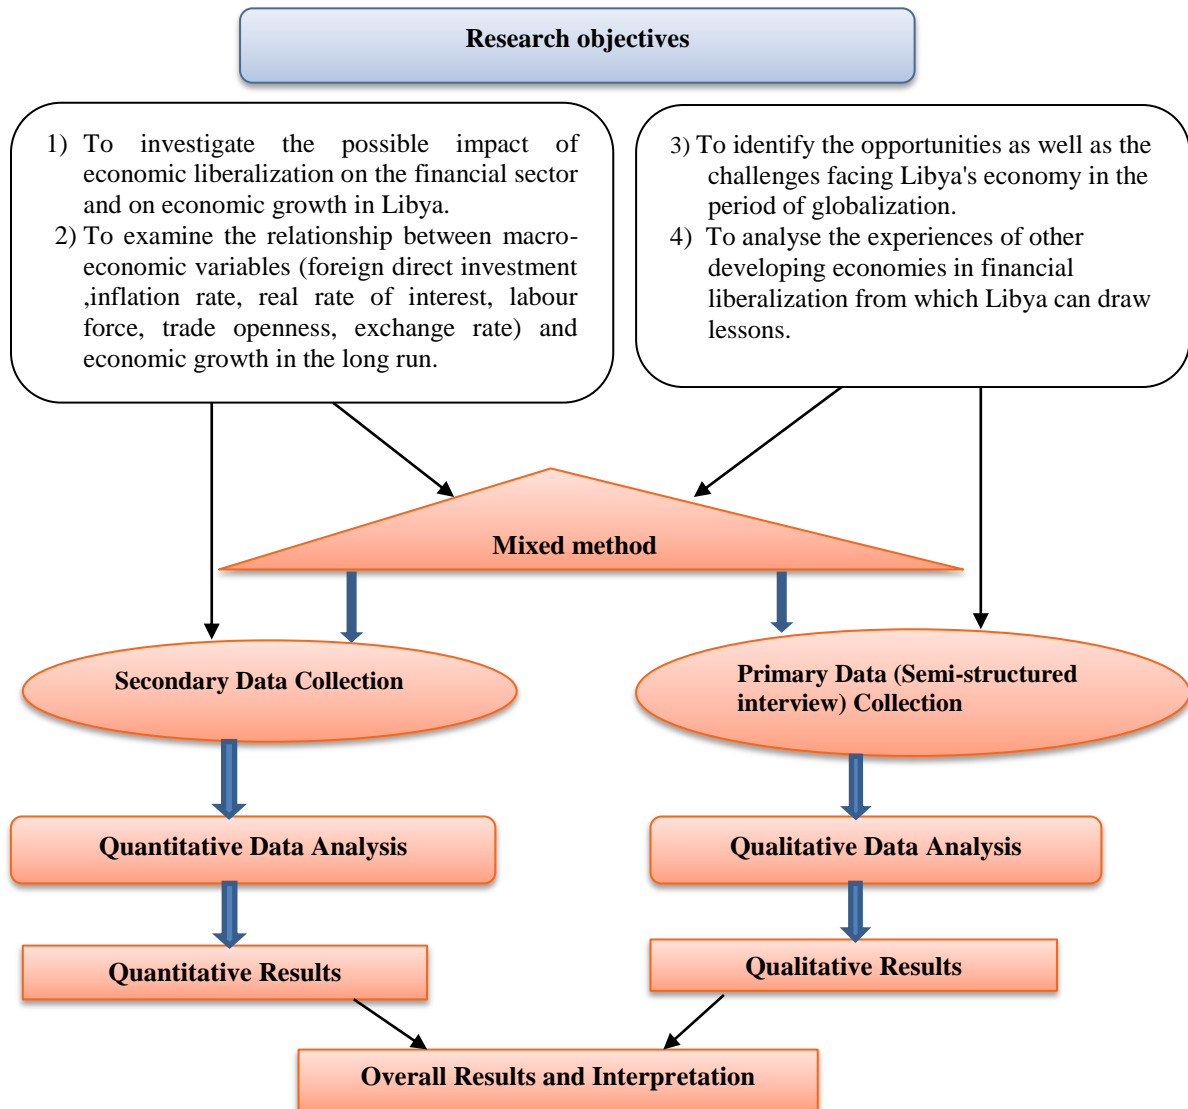 Research objectives
1) To investigate the possible impact of
economic liberalization on the financial sector
and on economic growth in Libya.
2) To examine the relationship between macro-
economic variables (foreign direct investment
,inflation rate, real rate of interest, labour
force, trade openness, exchange rate) and
economic growth in the long run.
3) To identify the opportunities as well as the
challenges facing Libya's economy in the
period of globalization.
4) To analyse the experiences of other
developing economies in financial
liberalization from which Libya can draw
lessons.
Mixed method
Secondary Data Collection
Primary Data (Semi-structured
interview) Collection
Quantitative Data Analysis
Qualitative Data Analysis
Quantitative Results
Qualitative Results
Overall Results and Interpretation